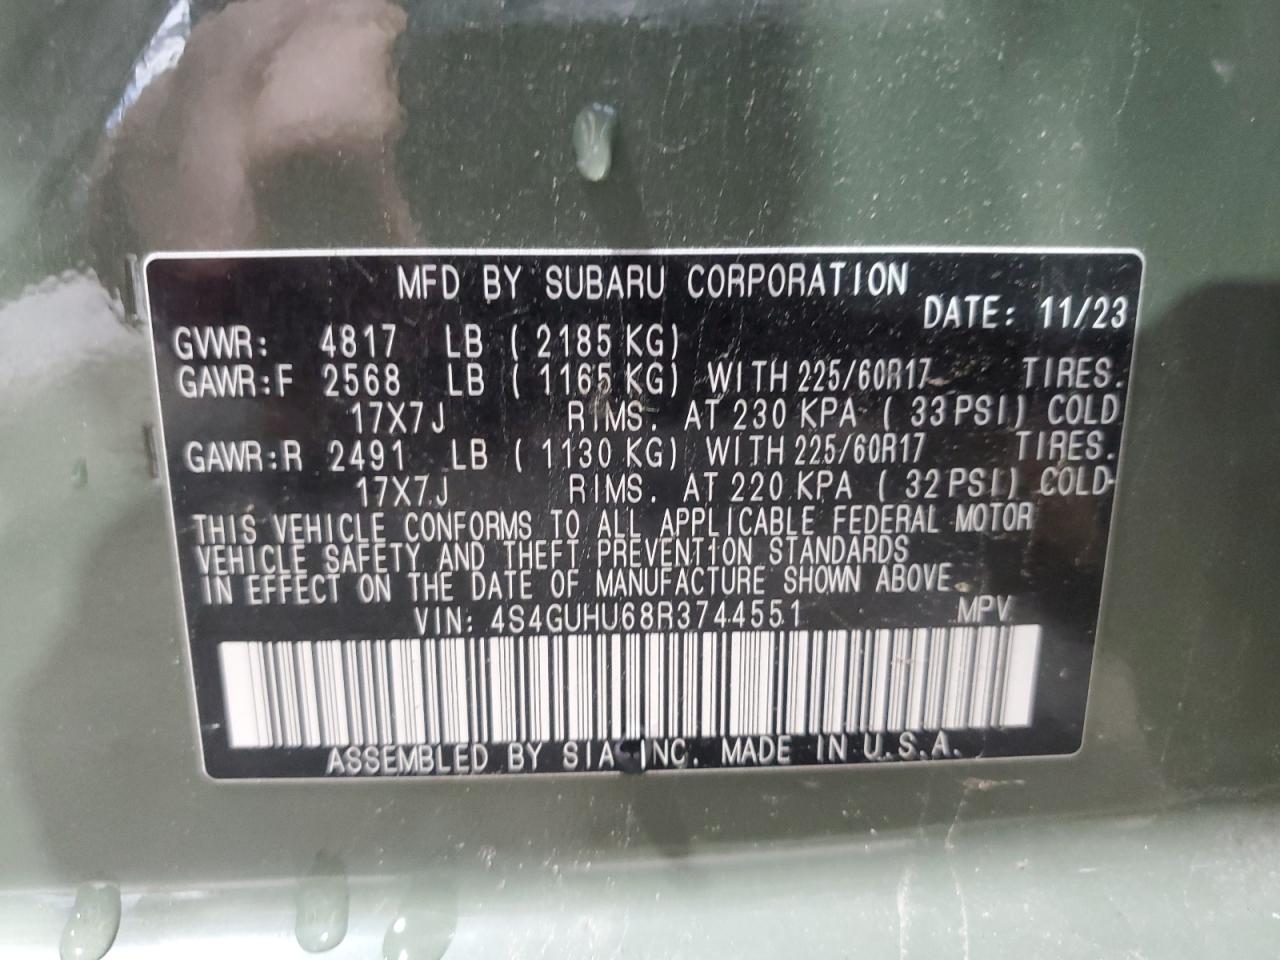 MFD BY SUBARU CORPORATION
DATE: 11/23
GVWR: 4817 LB ( 2185 KG)
GAWR:F 2568 LB ( 1165 KG) WITH 225/60R17 TIRES.
17X7J RIMS. AT 230 KPA ( 33 PSI) COLD
GAWR:R 2491 LB ( 1130 KG) WITH 225/60R17 TIRES.
17X7J RIMS. AT 220 KPA ( 32 PSI) COLD
THIS VEHICLE CONFORMS TO ALL APPLICABLE FEDERAL MOTOR
VEHICLE SAFETY AND THEFT PREVENTION STANDARDS
IN EFFECT ON THE DATE OF MANUFACTURE SHOWN ABOVE.
VIN: 4S4GUHU68R3744551 MPV
ASSEMBLED BY SIA INC. MADE IN U.S.A.